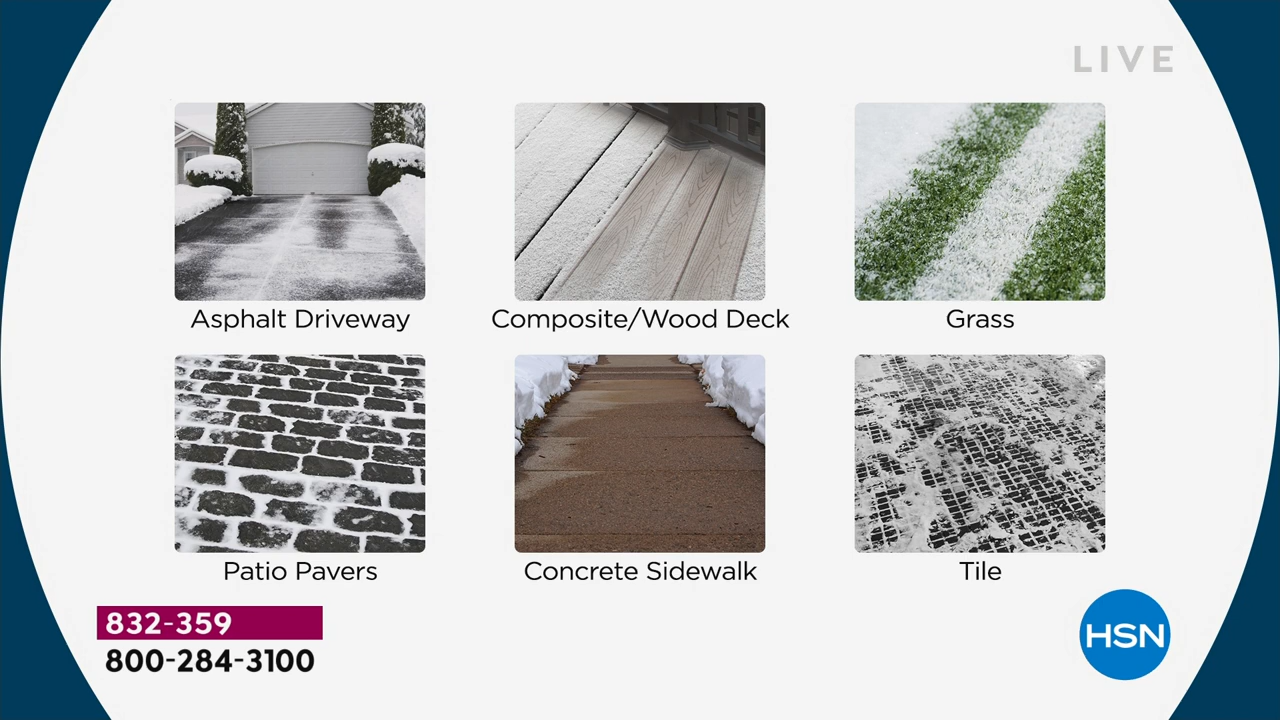 LIVE
Asphalt Driveway
Composite/Wood Deck
Grass
Patio Pavers
Concrete Sidewalk
Tile
832-359
800-284-3100
HSN